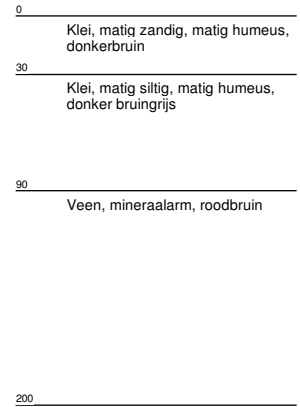 0
Klei, matig zandig, matig humeus,
donkerbruin
30
Klei, matig siltig, matig humeus,
donker bruingrijs
90
Veen, mineraalarm, roodbruin
200